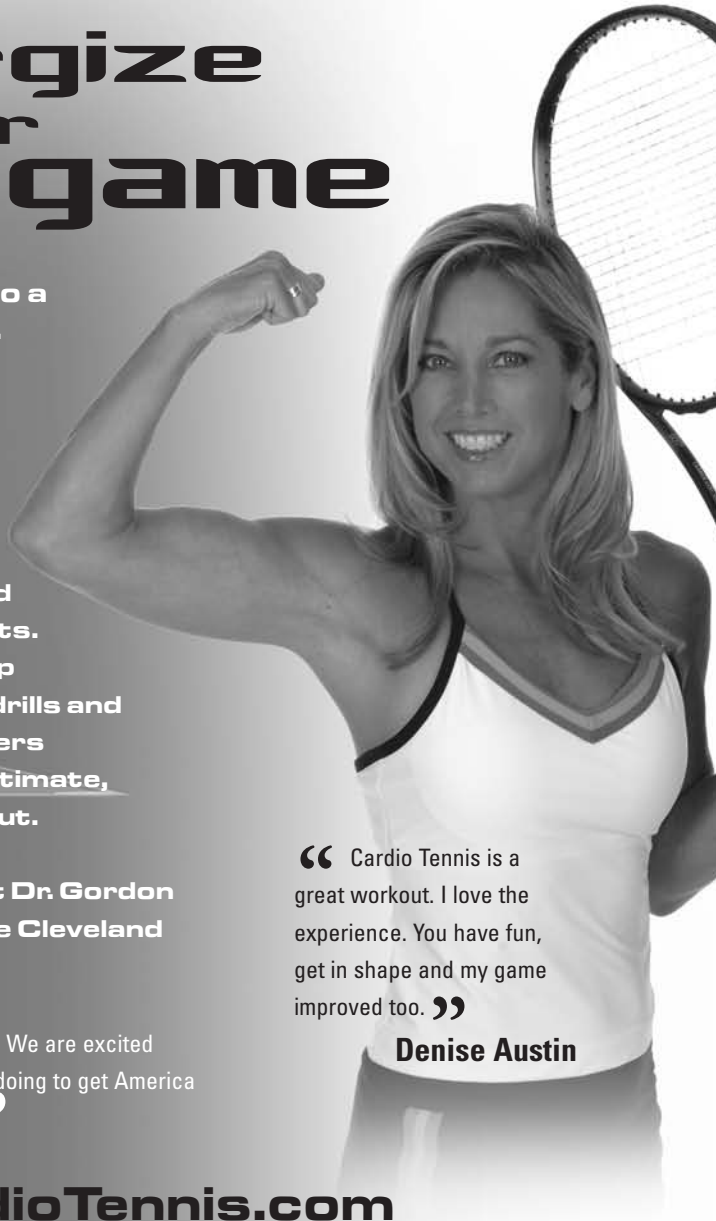 rgize
r
game
o a
d
ts.
p
drills and
ers
timate,
ut.
t Dr. Gordon
e Cleveland
We are excited
doing to get America
”
“ Cardio Tennis is a
great workout. I love the
experience. You have fun,
get in shape and my game
improved too. ”
Denise Austin
dioTennis.com